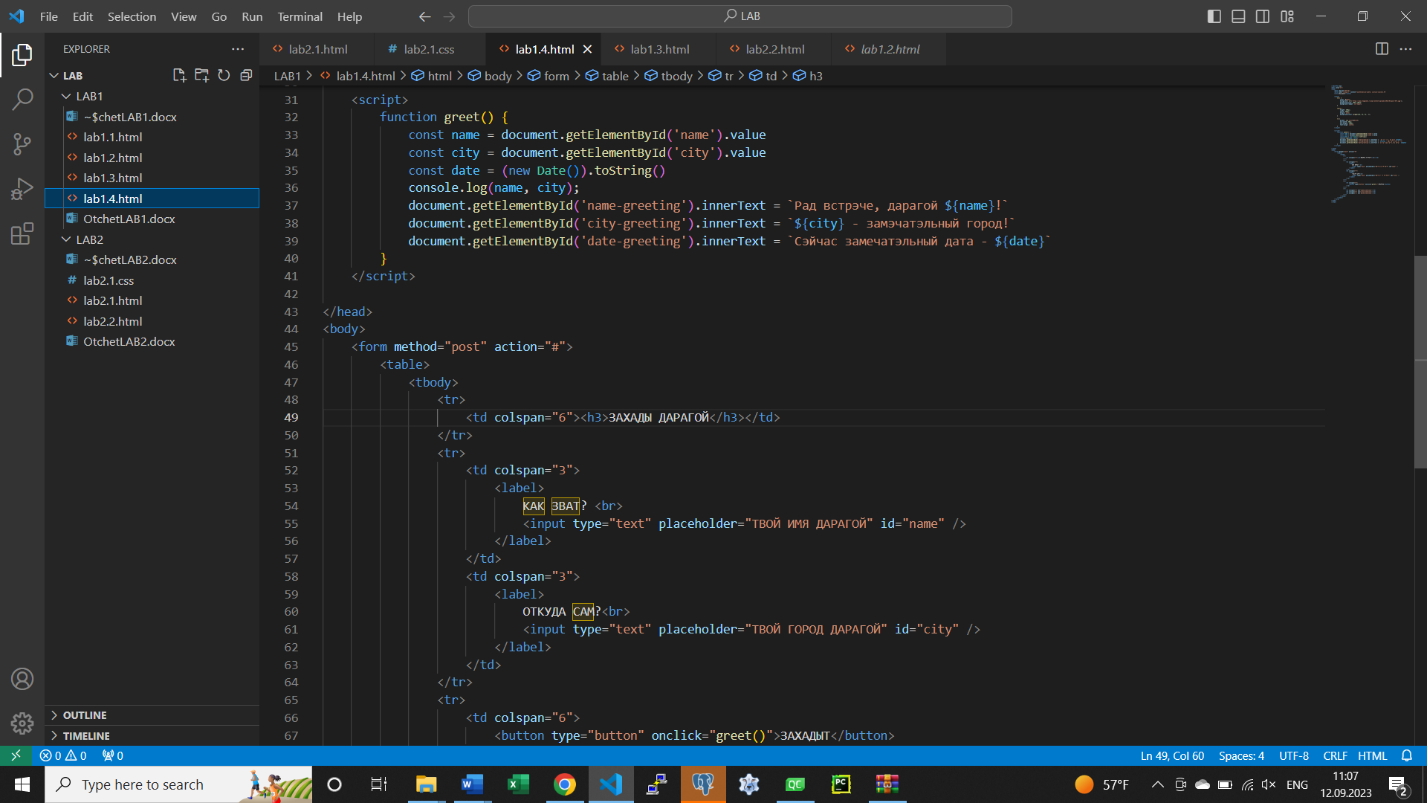 File Edit Selection View Go Run Terminal Help
LAB
EXPLORER
lab2.1.html
# lab2.1.css
lab1.4.html
lab1.3.html
lab2.2.html
lab1.2.html
LAB
LAB1
~$chetLAB1.docx
lab1.1.html
lab1.2.html
lab1.3.html
lab1.4.html
OtchetLAB1.docx
LAB2
~$chetLAB2.docx
# lab2.1.css
lab2.1.html
lab2.2.html
OtchetLAB2.docx
OUTLINE
TIMELINE
LAB1 > lab1.4.html > html > body > form > table > tbody > tr > td > h3
31 <script>
32 function greet() {
33 const name = document.getElementById('name').value
34 const city = document.getElementById('city').value
35 const date = (new Date()).toString()
36 console.log(name, city);
37 document.getElementById('name-greeting').innerText = `Рад встрэче, дарагой ${name}!`
38 document.getElementById('city-greeting').innerText = `${city} - замэчатэльный город!`
39 document.getElementById('date-greeting').innerText = `Сэйчас замечатэльный дата - ${date}`
40 }
41 </script>
42
43 </head>
44 <body>
45 <form method="post" action="#">
46 <table>
47 <tbody>
48 <tr>
49 <td colspan="6"><h3>ЗАХАДЫ ДАРАГОЙ</h3></td>
50 </tr>
51 <tr>
52 <td colspan="3">
53 <label>
54 КАК ЗВАТ? <br>
55 <input type="text" placeholder="ТВОЙ ИМЯ ДАРАГОЙ" id="name" />
56 </label>
57 </td>
58 <td colspan="3">
59 <label>
60 ОТКУДА САМ?<br>
61 <input type="text" placeholder="ТВОЙ ГОРОД ДАРАГОЙ" id="city" />
62 </label>
63 </td>
64 </tr>
65 <tr>
66 <td colspan="6">
67 <button type="button" onclick="greet()">ЗАХАДЫТ</button>
0 0 0
Ln 49, Col 60 Spaces: 4 UTF-8 CRLF HTML
Type here to search
57°F
ENG
11:07
12.09.2023
2